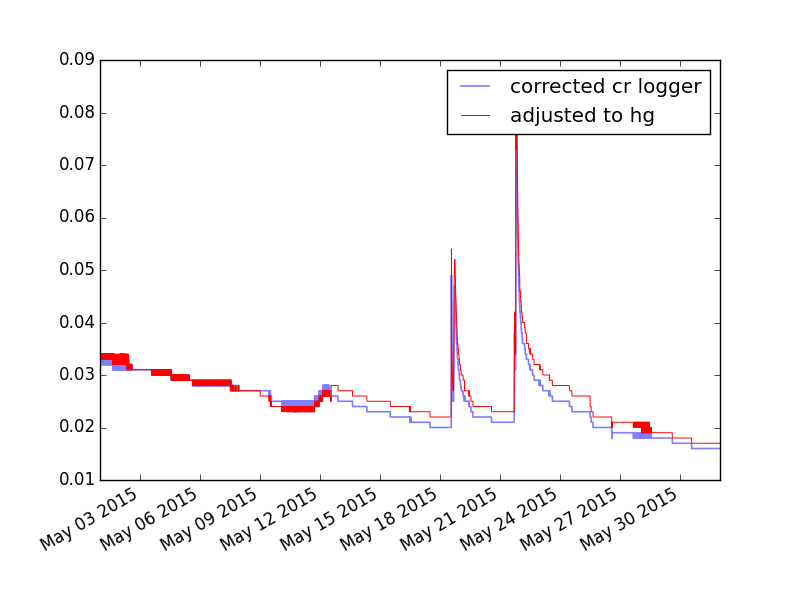 0.09
0.08
0.07
0.06
0.05
0.04
0.03
0.02
0.01
corrected cr logger
adjusted to hg
May 03 2015
May 06 2015
May 09 2015
May 12 2015
May 15 2015
May 18 2015
May 21 2015
May 24 2015
May 27 2015
May 30 2015